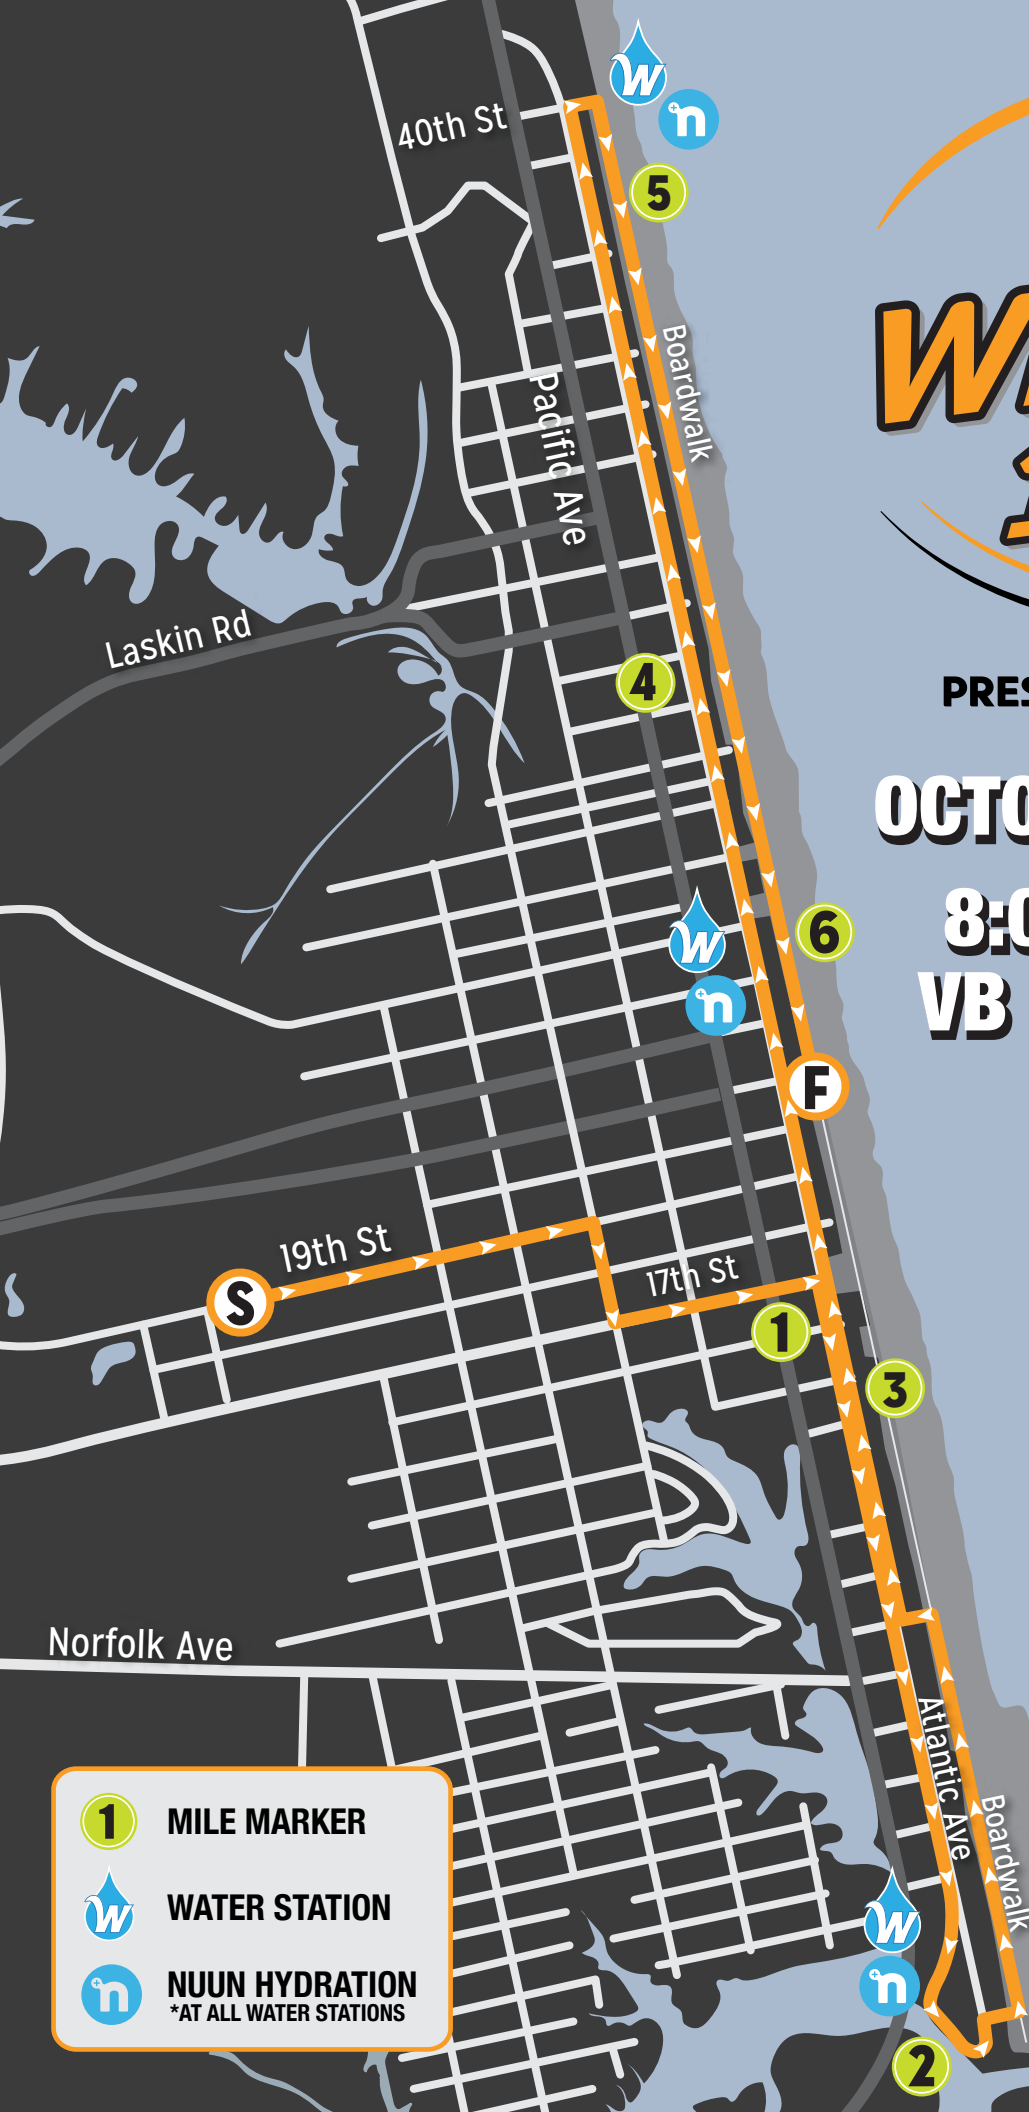 40th St
W
n
5
Boardwalk
Pacific Ave
Laskin Rd
4
PRES
OCTO
8:0
VB
W
n
6
F
19th St
S
17th St
1
3
Norfolk Ave
Atlantic Ave
Boardwalk
W
n
2
1 MILE MARKER
W WATER STATION
n NUUN HYDRATION
*AT ALL WATER STATIONS